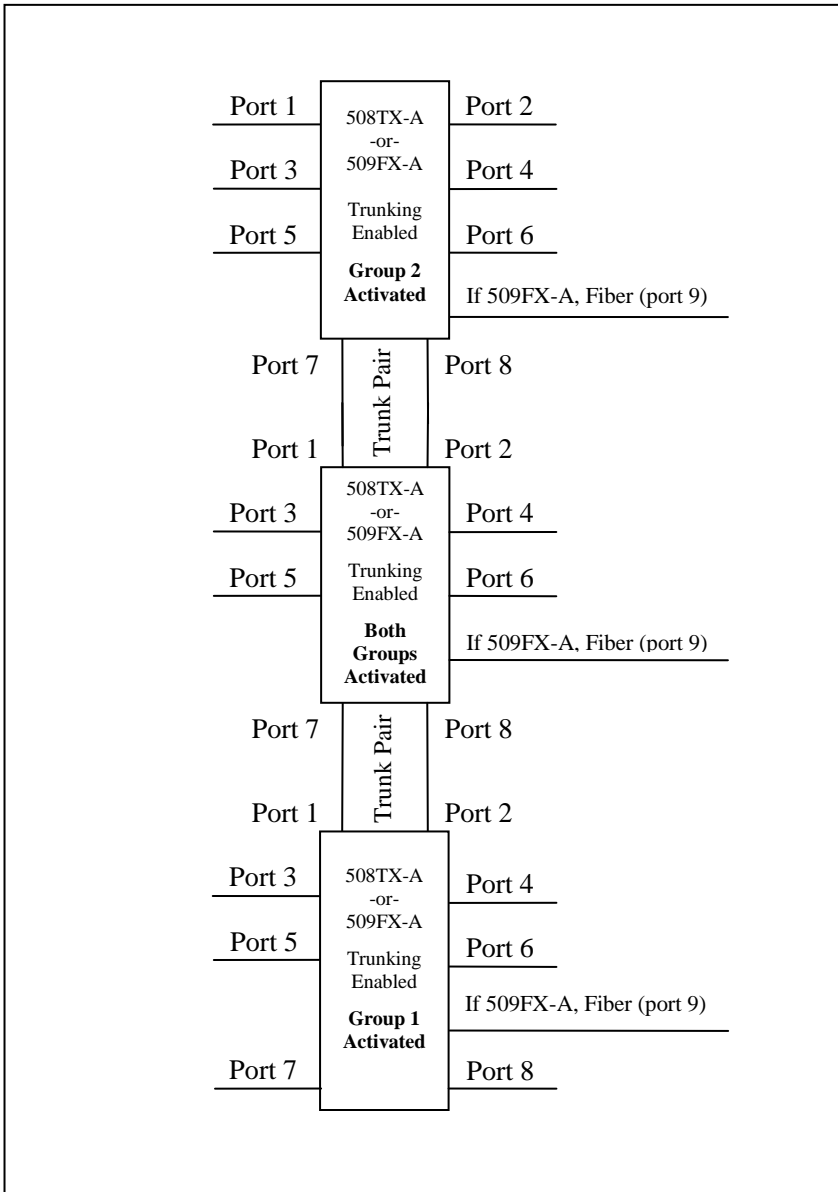 Port 1
508TX-A
-or-
509FX-A
Port 2
Port 3
Port 4
Trunking
Enabled
Port 5
Port 6
Group 2
Activated
If 509FX-A, Fiber (port 9)
Port 7
Trunk Pair
Port 8
Port 1
Port 2
508TX-A
-or-
509FX-A
Port 3
Port 4
Trunking
Enabled
Port 5
Port 6
Both
Groups
Activated
If 509FX-A, Fiber (port 9)
Port 7
Trunk Pair
Port 8
Port 1
Port 2
Port 3
508TX-A
-or-
509FX-A
Port 4
Port 5
Trunking
Enabled
Port 6
Group 1
Activated
If 509FX-A, Fiber (port 9)
Port 7
Port 8